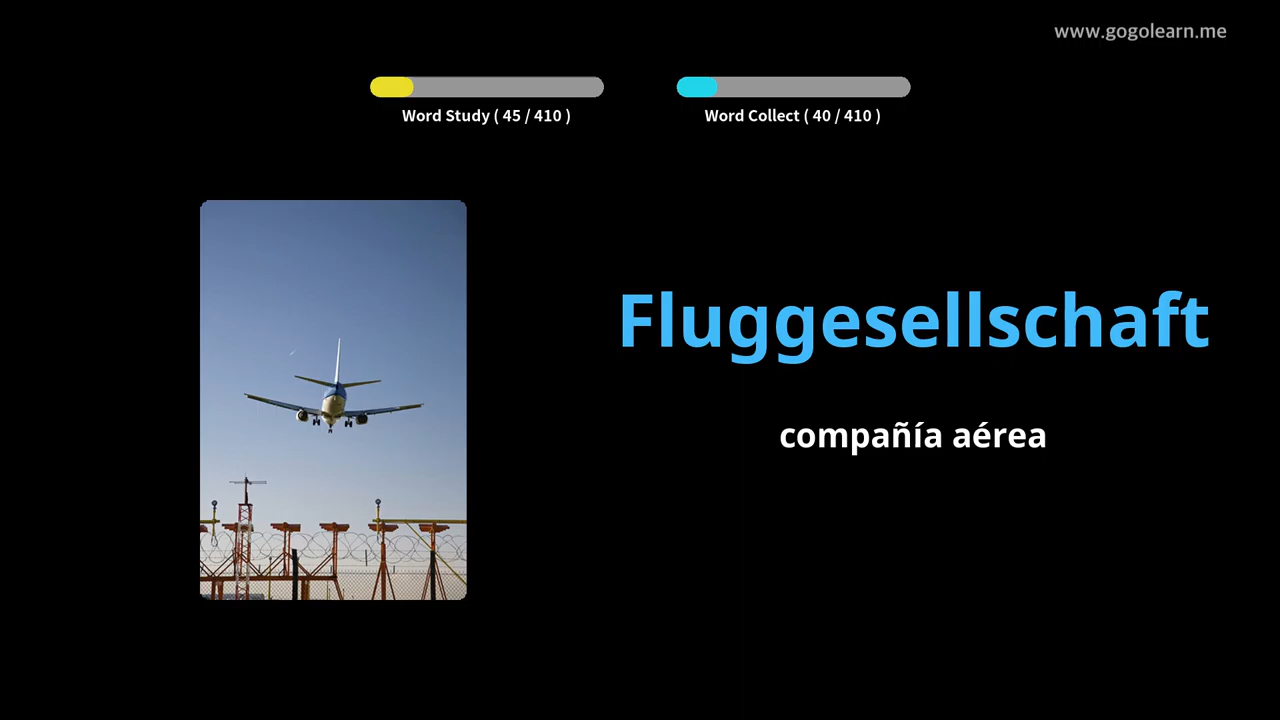 www.gogolearn.me
Word Study ( 45 / 410 )
Word Collect ( 40 / 410 )
Fluggesellschaft
compañía aérea